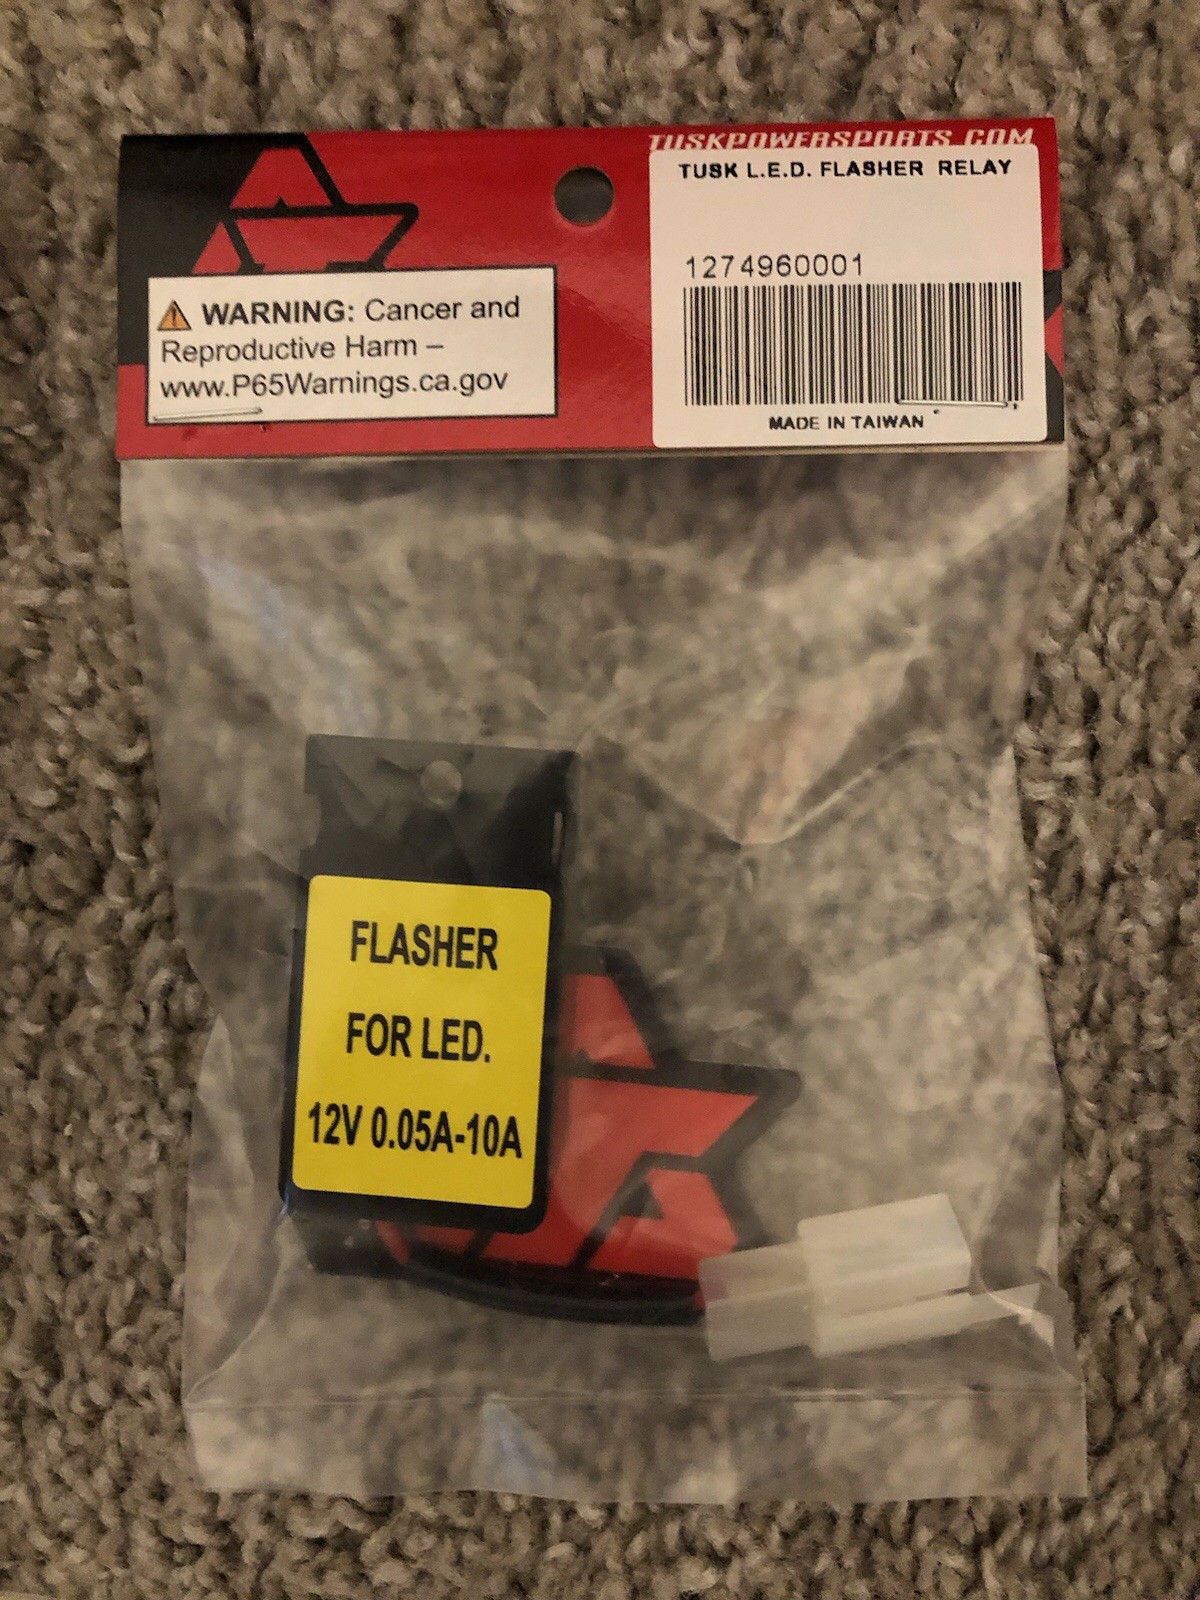 TUSKPOWERSPORTS.COM
TUSK L.E.D. FLASHER RELAY
1274960001
MADE IN TAIWAN
WARNING: Cancer and
Reproductive Harm –
www.P65Warnings.ca.gov
FLASHER
FOR LED.
12V 0.05A-10A